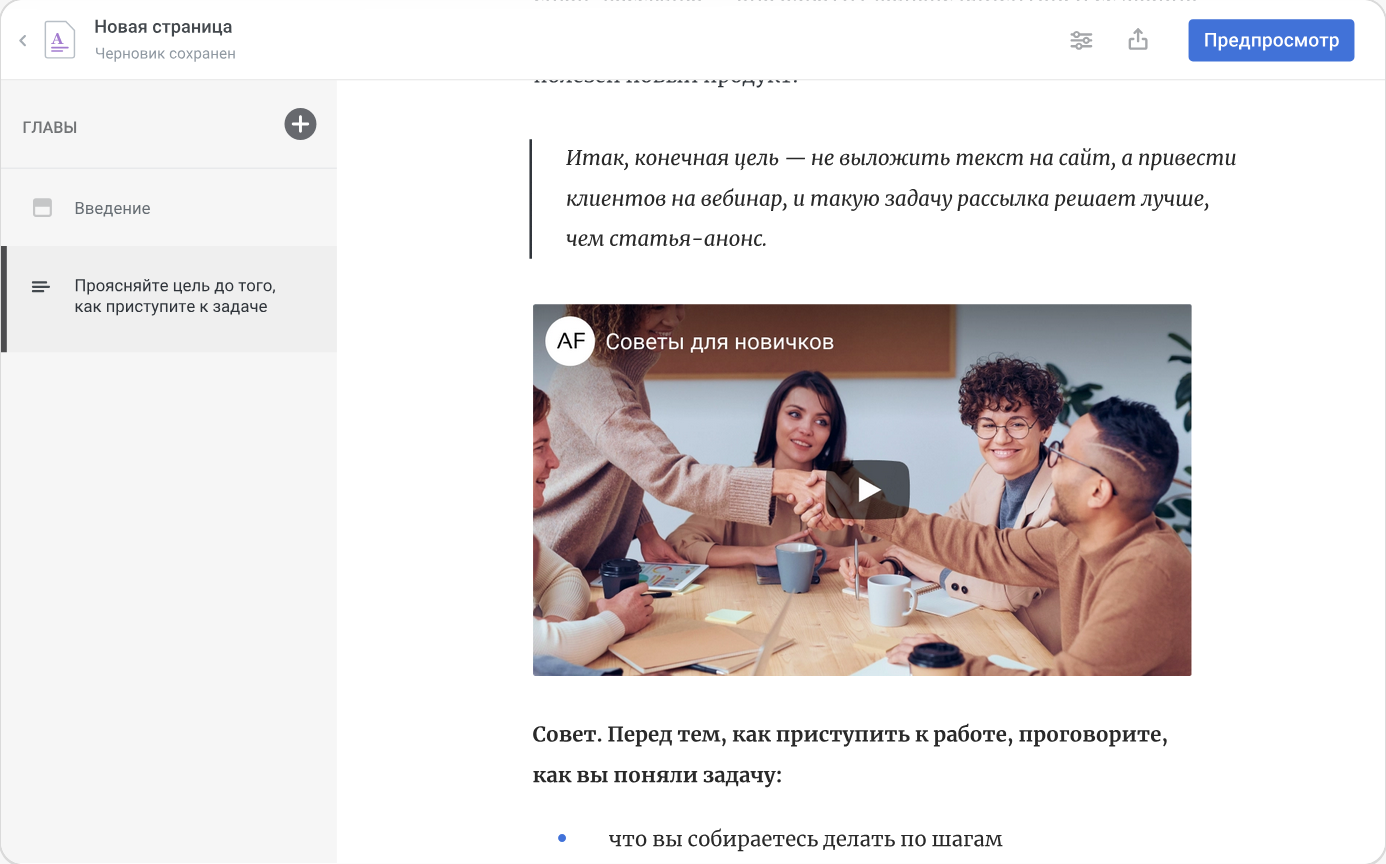 Новая страница
Черновик сохранен
Предпросмотр
ГЛАВЫ
Введение
Проясняйте цель до того,
как приступите к задаче
полезен новый продукт.
Итак, конечная цель — не выложить текст на сайт, а привести
клиентов на вебинар, и такую задачу рассылка решает лучше,
чем статья-анонс.
AF Советы для новичков
Совет. Перед тем, как приступить к работе, проговорите,
как вы поняли задачу:
• что вы собираетесь делать по шагам